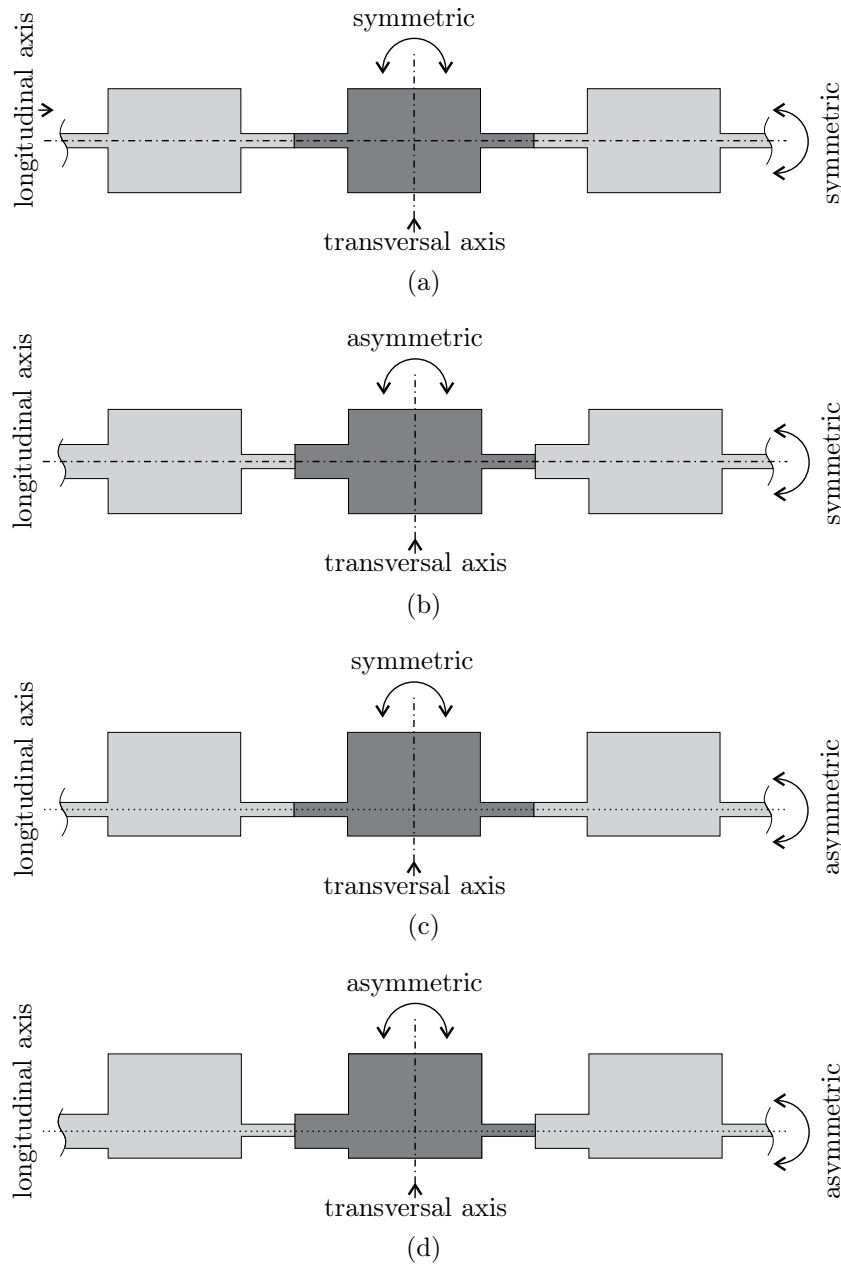 symmetric
longitudinal axis
symmetric
transversal axis
(a)
asymmetric
longitudinal axis
symmetric
transversal axis
(b)
symmetric
longitudinal axis
asymmetric
transversal axis
(c)
asymmetric
longitudinal axis
asymmetric
transversal axis
(d)